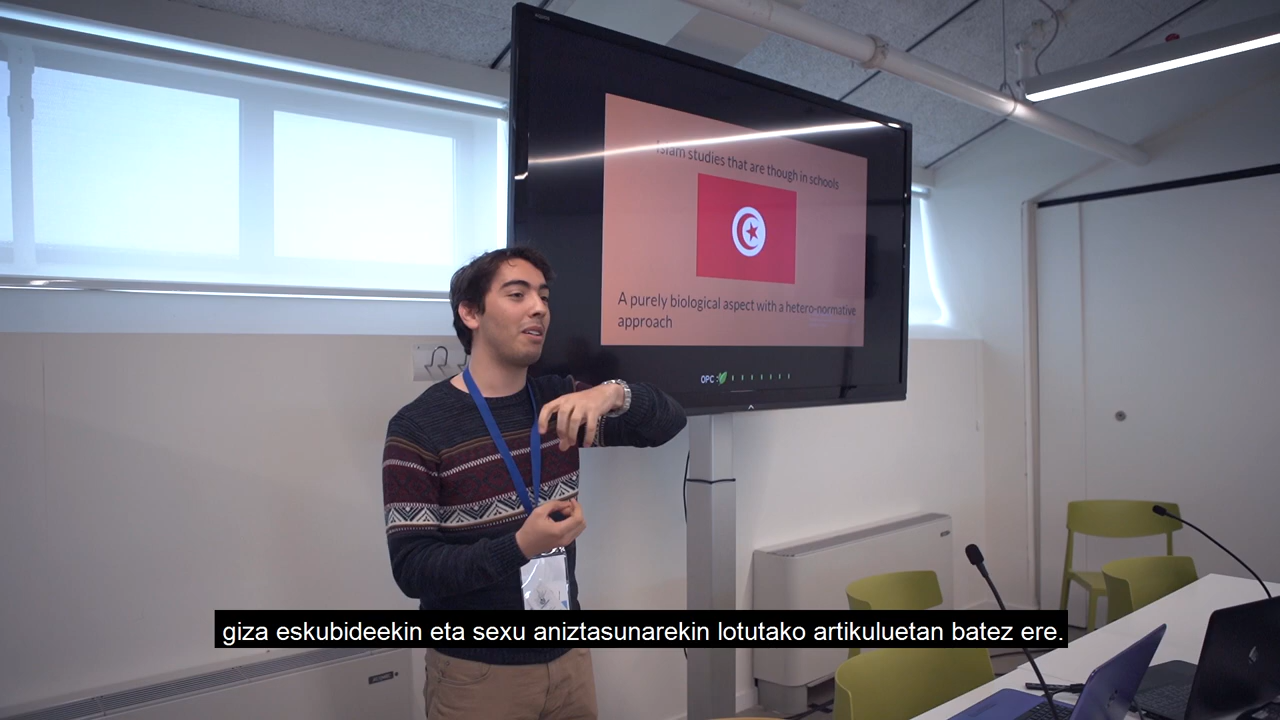 Islam studies that are though in schools
A purely biological aspect with a hetero-normative
approach
OPC
giza eskubideekin eta sexu aniztasunarekin lotutako artikuluetan batez ere.